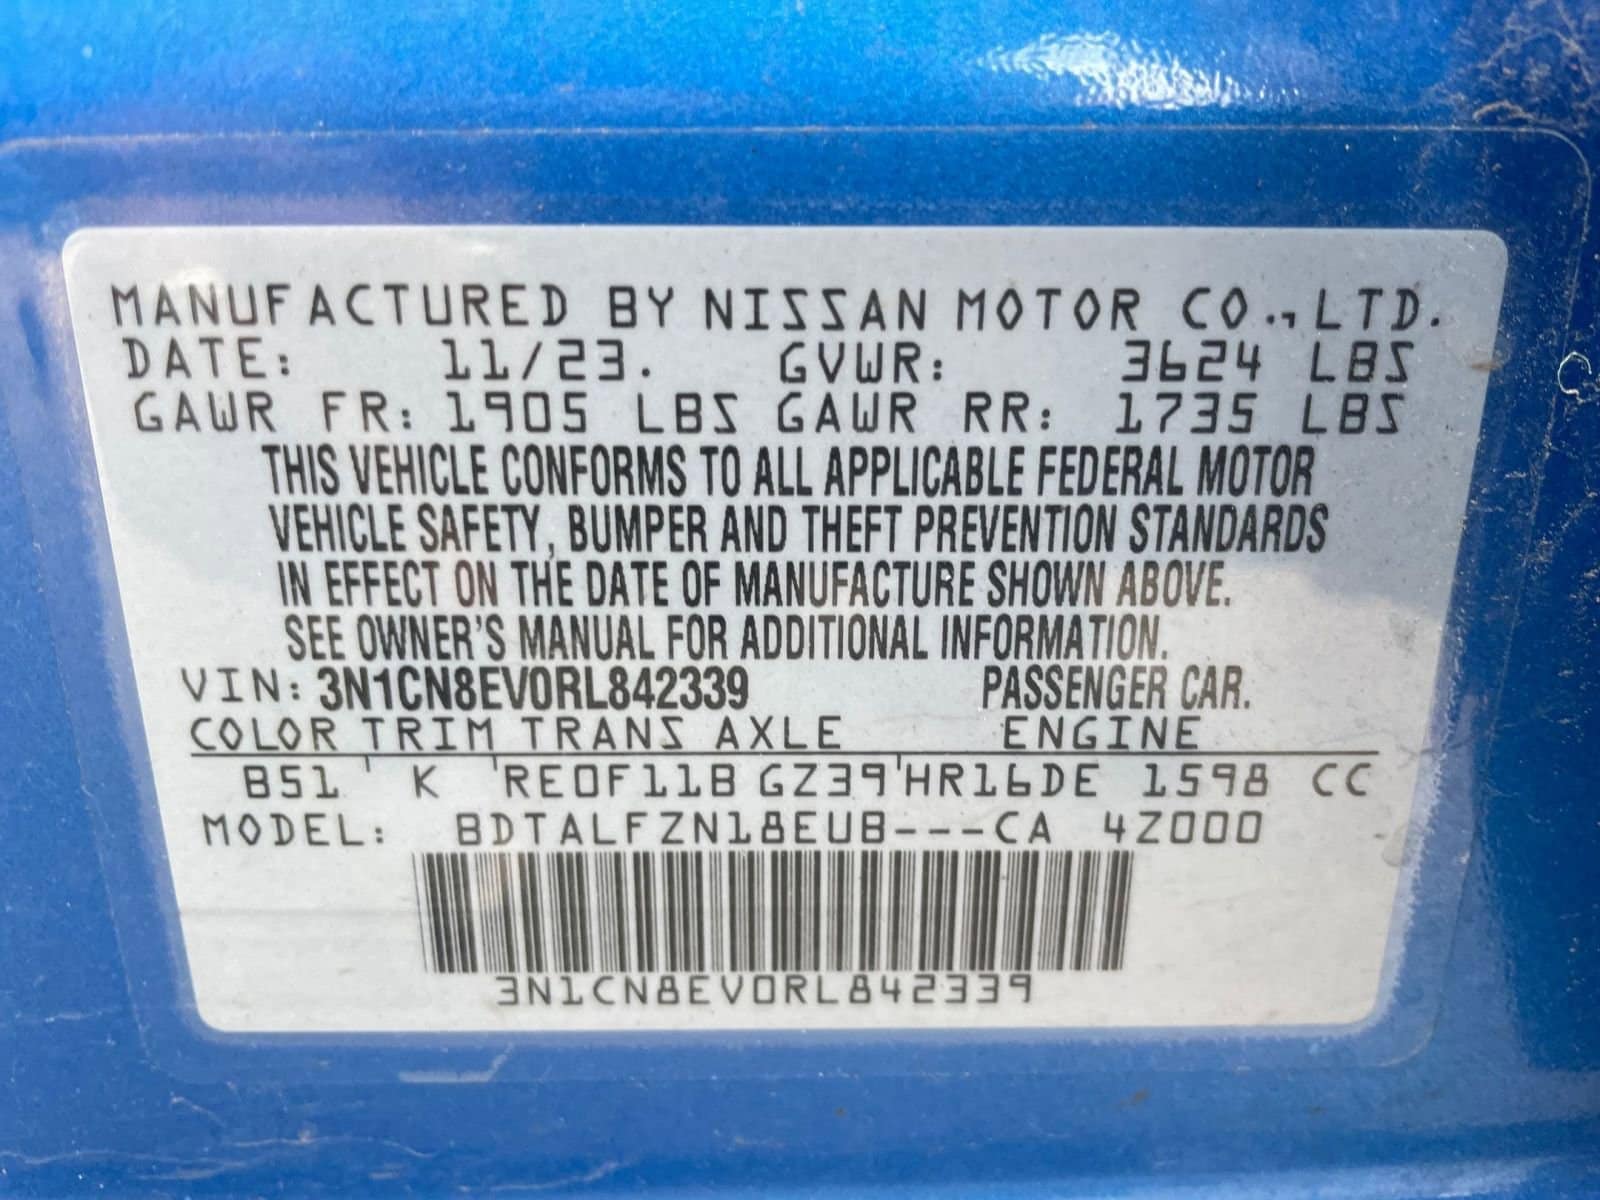 MANUFACTURED BY NISSAN MOTOR CO., LTD.
DATE: 11/23. GVWR: 3624 LBS
GAWR FR: 1905 LBS GAWR RR: 1735 LBS
THIS VEHICLE CONFORMS TO ALL APPLICABLE FEDERAL MOTOR
VEHICLE SAFETY, BUMPER AND THEFT PREVENTION STANDARDS
IN EFFECT ON THE DATE OF MANUFACTURE SHOWN ABOVE.
SEE OWNER'S MANUAL FOR ADDITIONAL INFORMATION.
VIN: 3N1CN8EV0RL842339 PASSENGER CAR.
COLOR TRIM TRANS AXLE ENGINE
B51 K RE0F11B GZ39 HR16DE 1598 CC
MODEL: BDTALFZN18EUB---CA 4Z000
3N1CN8EV0RL842339